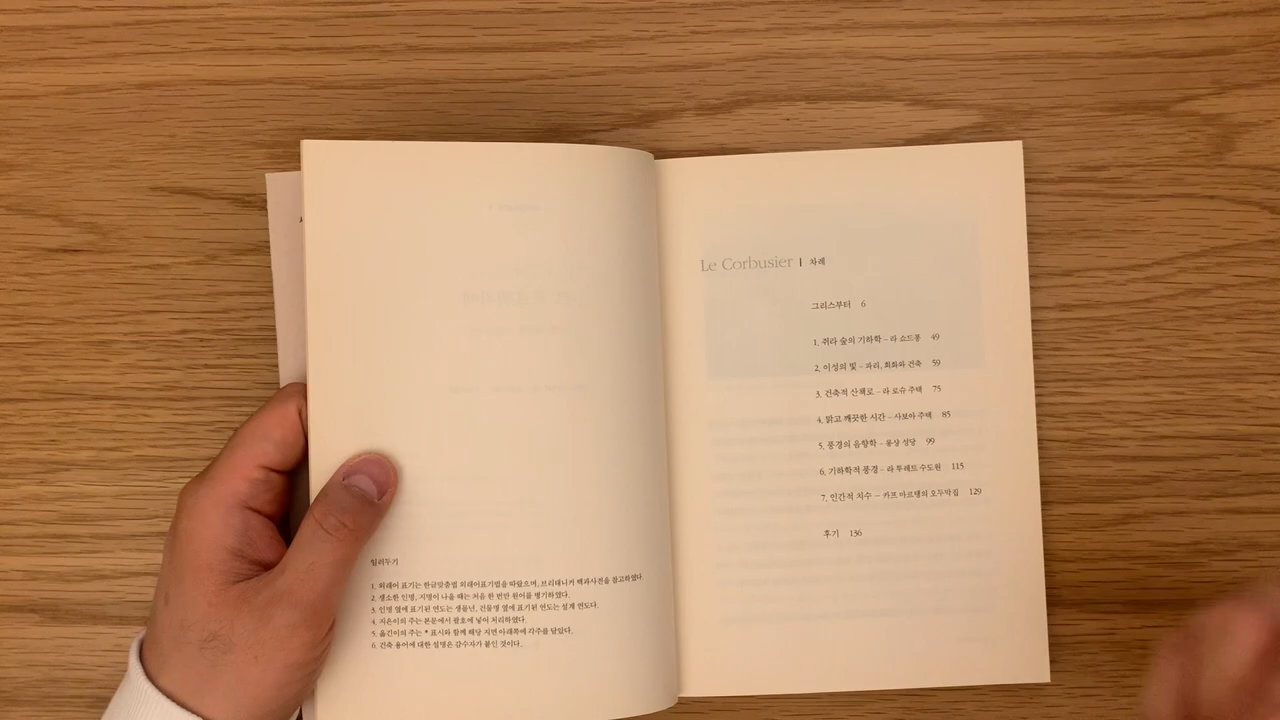 일러두기
1. 외래어 표기는 한글맞춤법 외래어표기법을 따랐으며, 브리태니커 백과사전을 참고하였다.
2. 생소한 인명, 지명이 나올 때는 처음 한 번만 원어를 병기하였다.
3. 인명 옆에 표기된 연도는 생몰년, 건물명 옆에 표기된 연도는 설계 연도다.
4. 지은이의 주는 본문에서 괄호에 넣어 처리하였다.
5. 옮긴이의 주는 * 표시와 함께 해당 지면 아래쪽에 각주를 달았다.
6. 건축 용어에 대한 설명은 감수자가 붙인 것이다.
Le Corbusier | 차례
그리스부터 6
1. 쥐라 숲의 기하학 – 라 쇼드퐁 49
2. 이성의 빛 – 파리, 회화와 건축 59
3. 건축적 산책로 – 라 로슈 주택 75
4. 맑고 깨끗한 시간 – 사보아 주택 85
5. 풍경의 음향학 – 롱샹 성당 99
6. 기하학적 풍경 – 라 투레트 수도원 115
7. 인간적 치수 – 카프 마르탱의 오두막집 129
후기 136